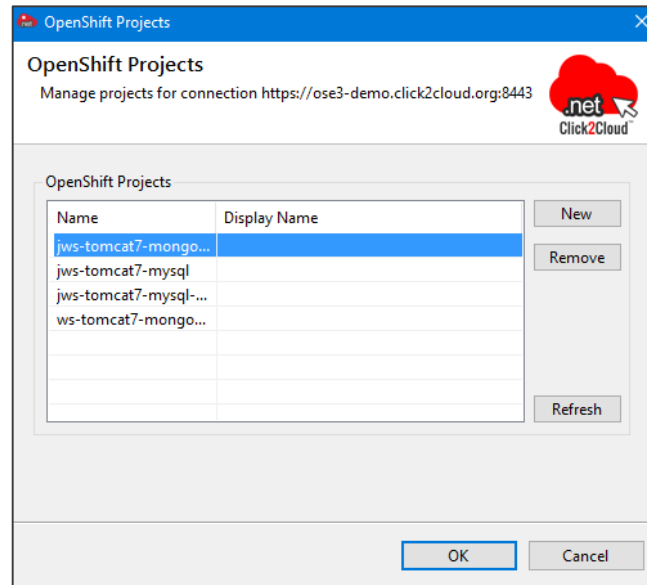 OpenShift Projects
OpenShift Projects
Manage projects for connection https://ose3-demo.click2cloud.org:8443
.net
Click2Cloud™
OpenShift Projects
Name Display Name
New
jws-tomcat7-mongo...
Remove
jws-tomcat7-mysql
jws-tomcat7-mysql-...
ws-tomcat7-mongo...
Refresh
OK Cancel